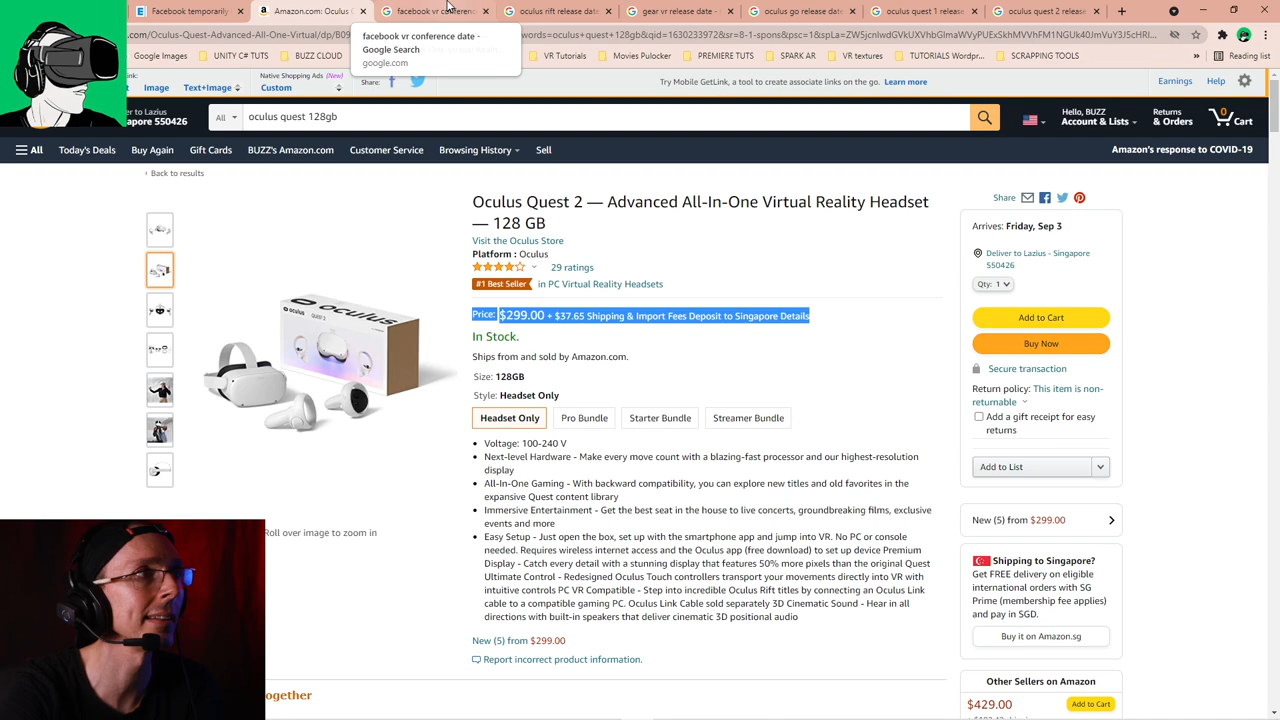 Facebook temporarily
Amazon.com: Oculus Q
facebook vr conferenc
quest 2 release date
gear vr release date
oculus go release date
oculus quest 1 release
oculus quest 2 release
facebook vr conference date -
Google Search
google.com
Google Images
UNITY C# TUTS
BUZZ CLOUD
VR Tutorials
Movies Pulocker
PREMIERE TUTS
SPARK AR
VR textures
TUTORIALS Wordpr...
SCRAPPING TOOLS
Reading list
Image
Text+Image
Native Shopping Ads (New)
Custom
Share:
Try Mobile GetLink, a tool to create associate links on the go. Learn more
Earnings
Help
er to Lazius
apore 550426
All
oculus quest 128gb
Hello, BUZZ
Account & Lists
Returns
& Orders
0
Cart
All
Today's Deals
Buy Again
Gift Cards
BUZZ's Amazon.com
Customer Service
Browsing History
Sell
Amazon's response to COVID-19
‹ Back to results
Oculus Quest 2 — Advanced All-In-One Virtual Reality Headset
— 128 GB
Visit the Oculus Store
Platform : Oculus
29 ratings
#1 Best Seller in PC Virtual Reality Headsets
Price: $299.00 + $37.65 Shipping & Import Fees Deposit to Singapore Details
In Stock.
Ships from and sold by Amazon.com.
Size: 128GB
Style: Headset Only
Headset Only
Pro Bundle
Starter Bundle
Streamer Bundle
• Voltage: 100-240 V
• Next-level Hardware - Make every move count with a blazing-fast processor and our highest-resolution
display
• All-In-One Gaming - With backward compatibility, you can explore new titles and old favorites in the
expansive Quest content library
• Immersive Entertainment - Get the best seat in the house to live concerts, groundbreaking films, exclusive
events and more
• Easy Setup - Just open the box, set up with the smartphone app and jump into VR. No PC or console
needed. Requires wireless internet access and the Oculus app (free download) to set up device Premium
Display - Catch every detail with a stunning display that features 50% more pixels than the original Quest
Ultimate Control - Redesigned Oculus Touch controllers transport your movements directly into VR with
intuitive controls PC VR Compatible - Step into incredible Oculus Rift titles by connecting an Oculus Link
cable to a compatible gaming PC. Oculus Link Cable sold separately 3D Cinematic Sound - Hear in all
directions with built-in speakers that deliver cinematic 3D positional audio
New (5) from $299.00
Report incorrect product information.
oculus
QUEST 2
Roll over image to zoom in
ogether
Share
Arrives: Friday, Sep 3
Deliver to Lazius - Singapore
550426
Qty: 1
Add to Cart
Buy Now
Secure transaction
Return policy: This item is non-
returnable
Add a gift receipt for easy
returns
Add to List
New (5) from $299.00
Shipping to Singapore?
Get FREE delivery on eligible
international orders with SG
Prime (membership fee applies)
and pay in SGD.
Buy it on Amazon.sg
Other Sellers on Amazon
$429.00
Add to Cart